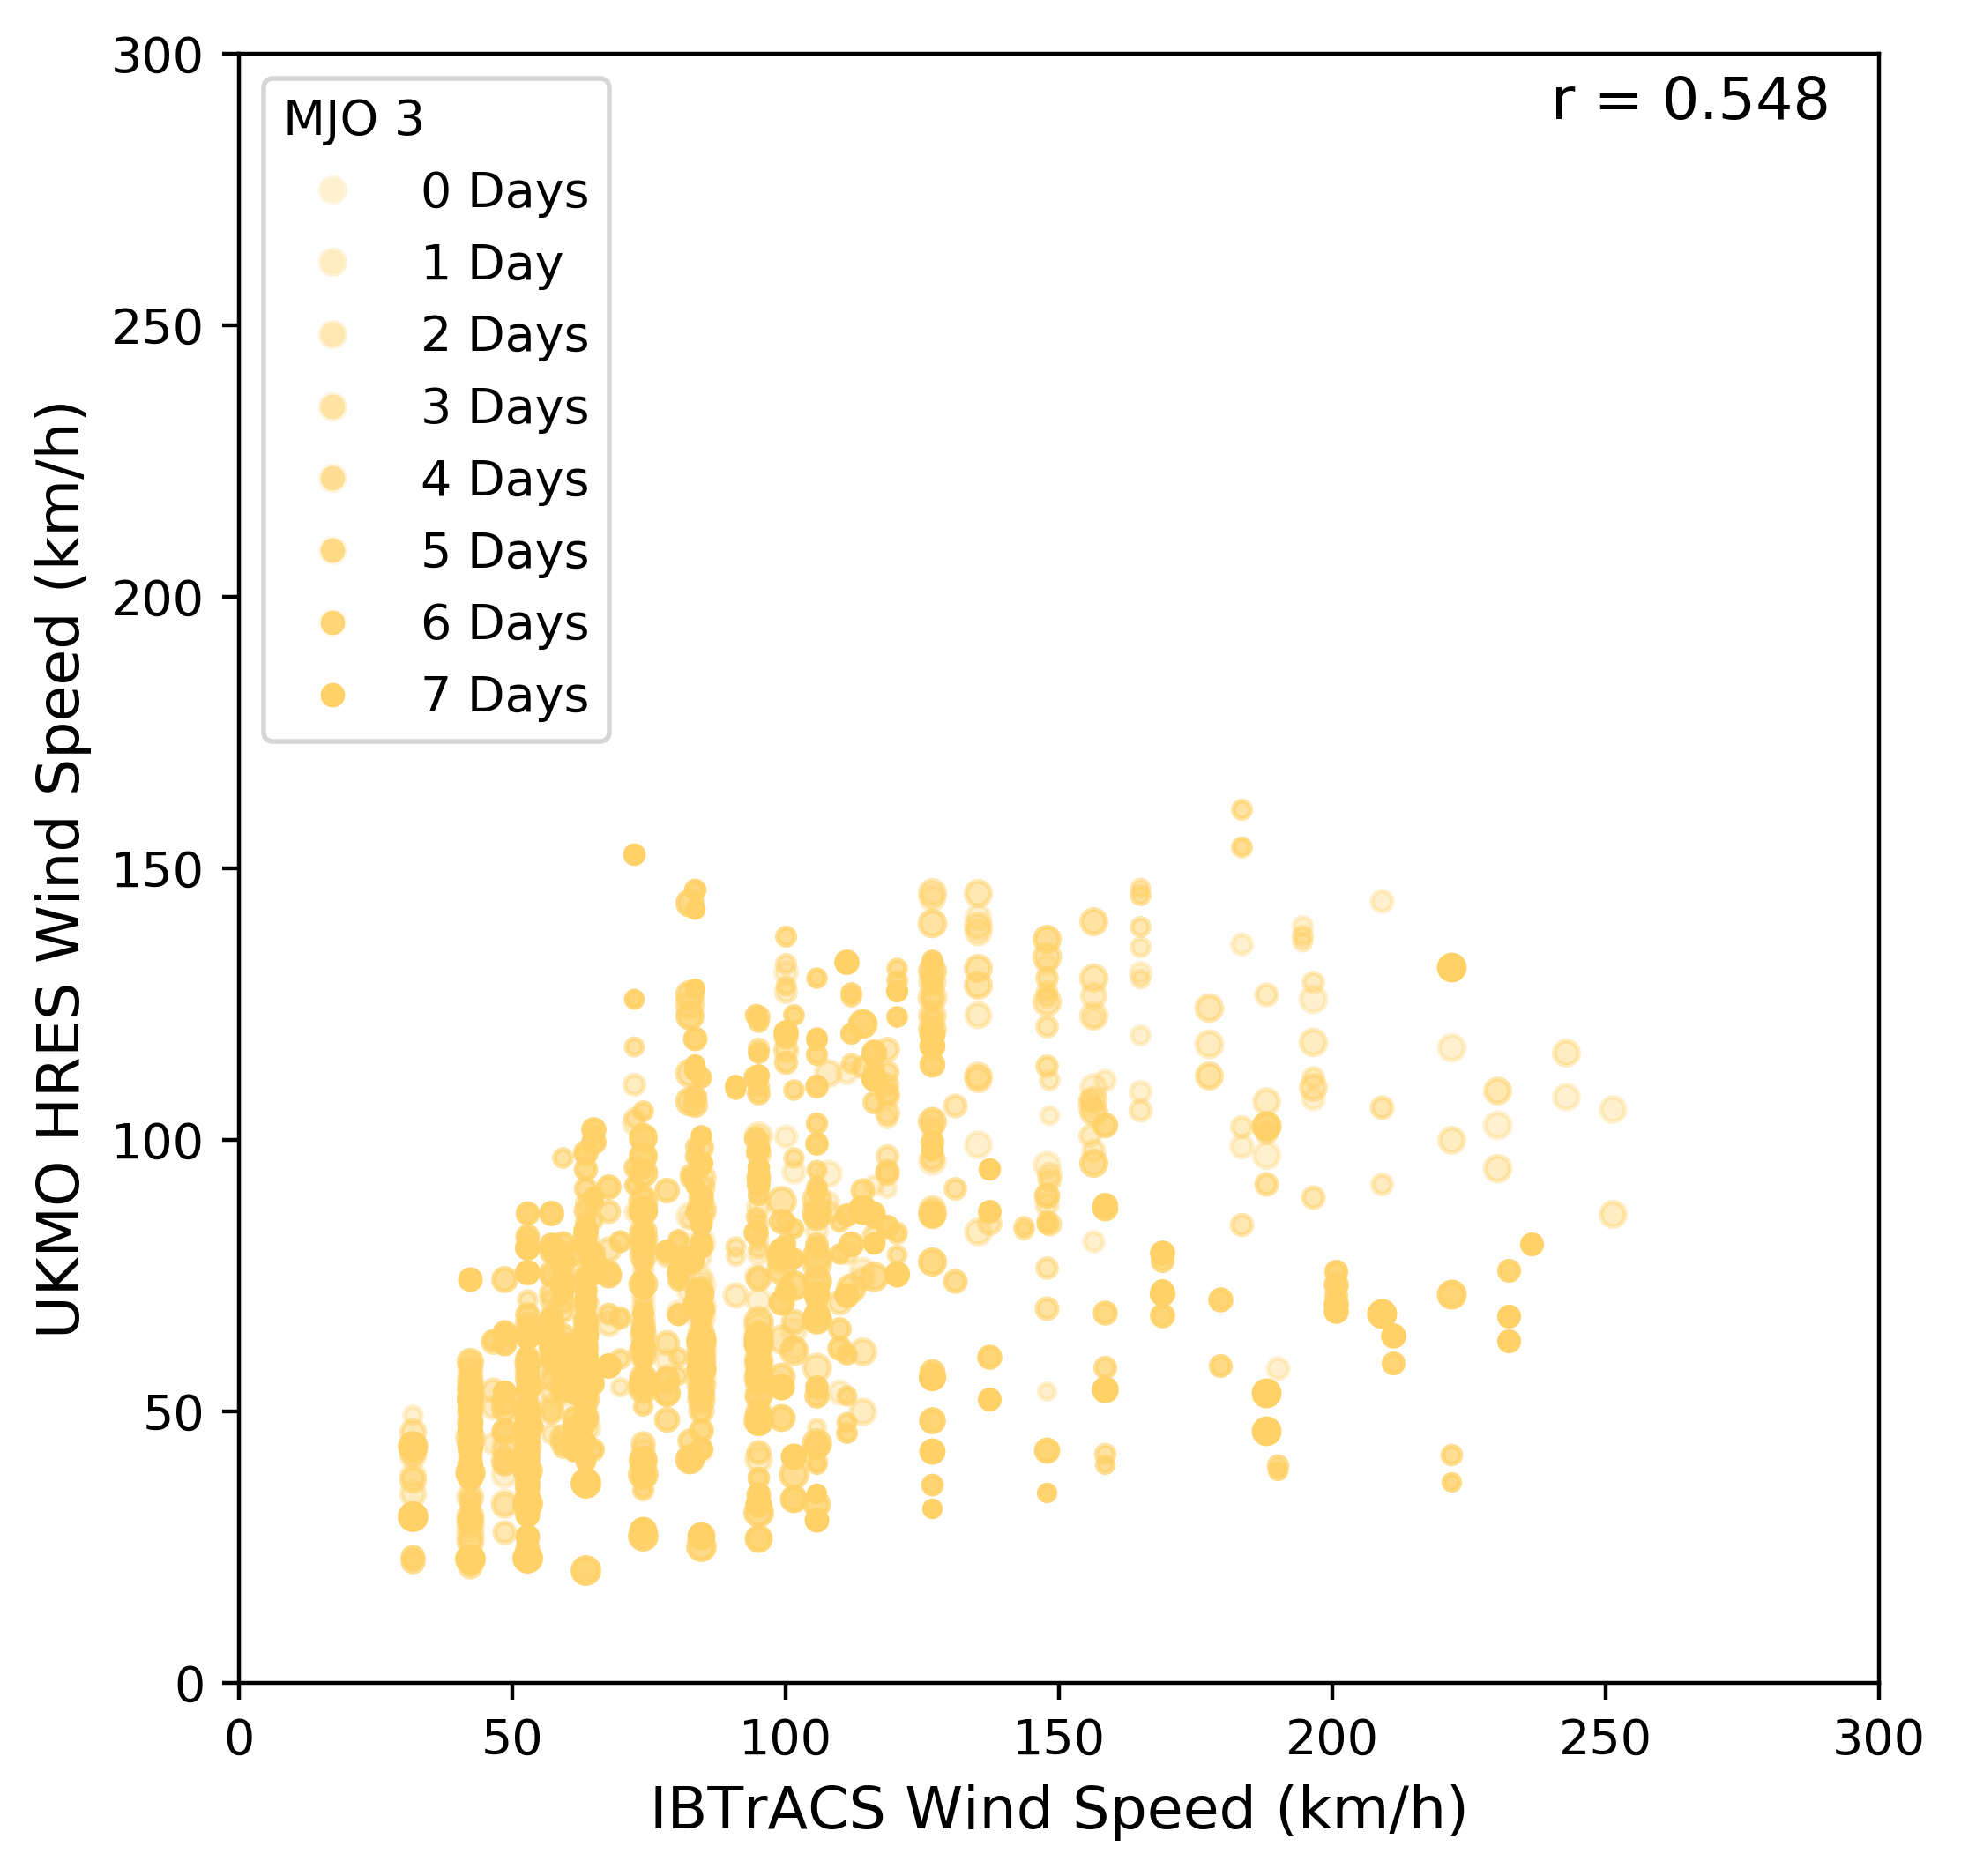 r = 0.548
MJO 3
0 Days
1 Day
2 Days
3 Days
4 Days
5 Days
6 Days
7 Days
300
250
200
150
100
50
0
UKMO HRES Wind Speed (km/h)
0 50 100 150 200 250 300
IBTrACS Wind Speed (km/h)